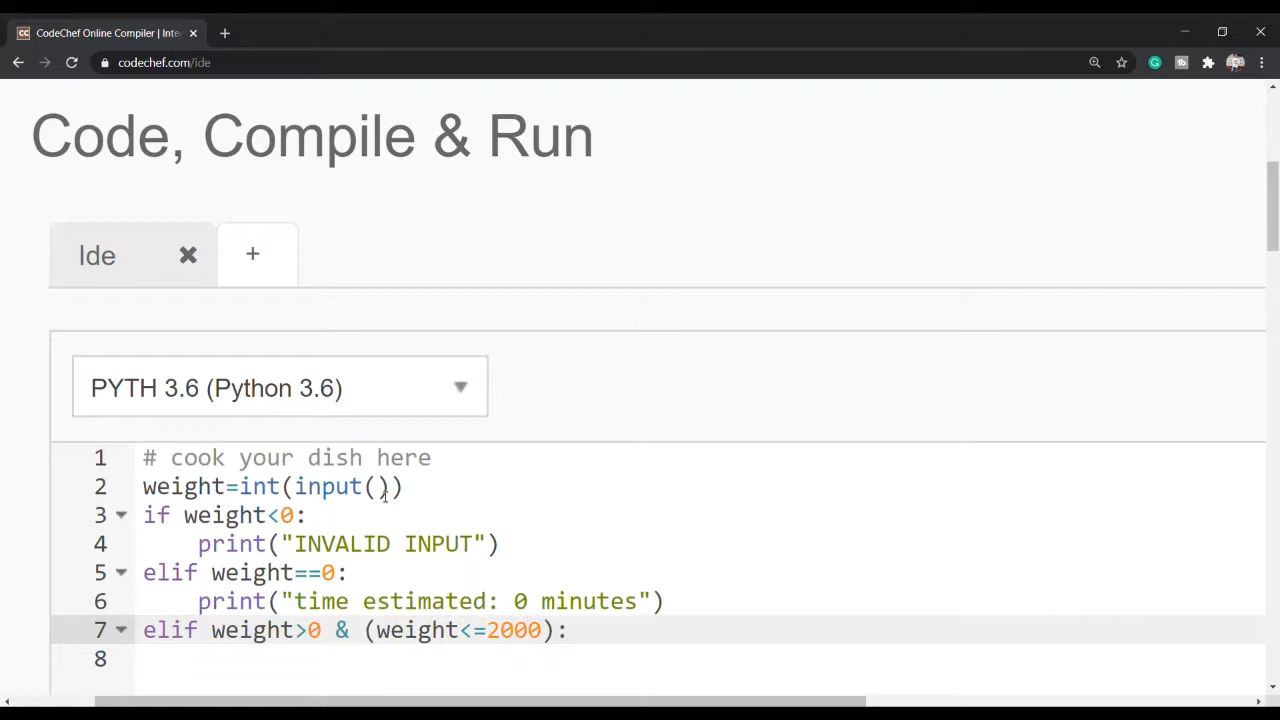 CodeChef Online Compiler | Inte
codechef.com/ide
Code, Compile & Run
Ide
+
PYTH 3.6 (Python 3.6)
1 # cook your dish here
2 weight=int(input())
3 if weight<0:
4 print("INVALID INPUT")
5 elif weight==0:
6 print("time estimated: 0 minutes")
7 elif weight>0 & (weight<=2000):
8